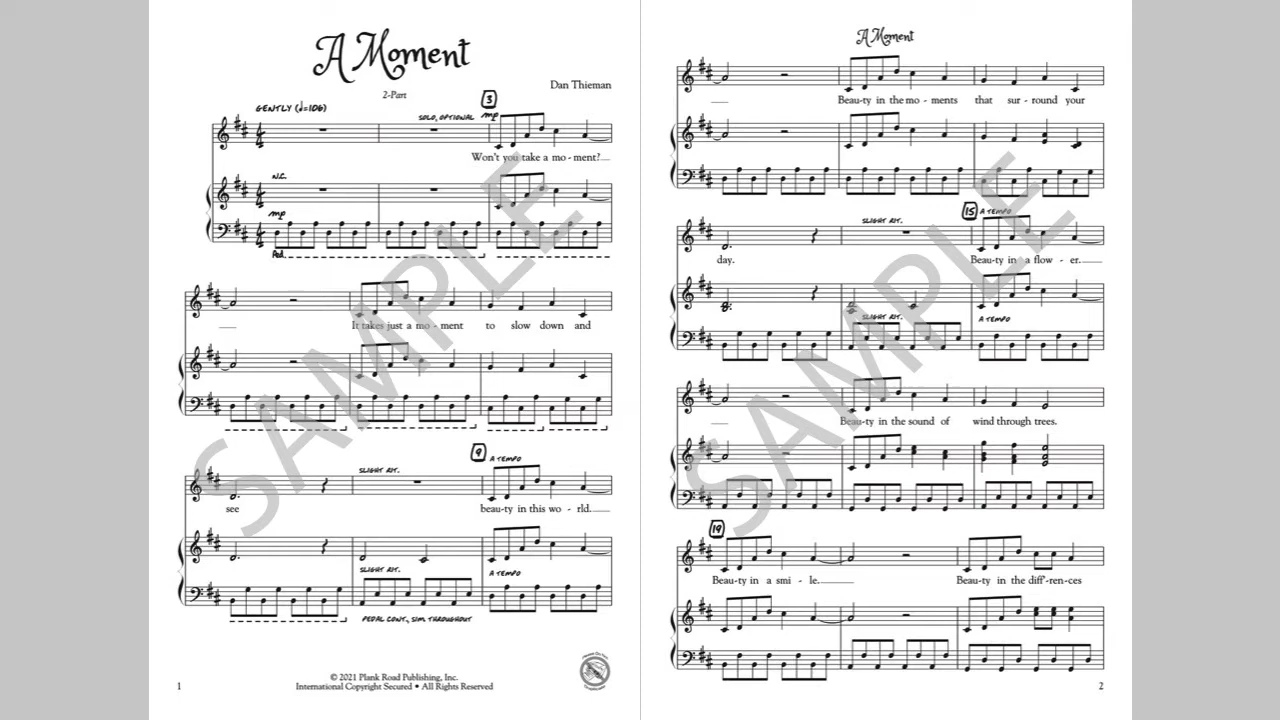 A Moment
2-Part
Dan Thieman
GENTLY (♩=106)
3
SOLO, OPTIONAL
mp
Won't you take a mo - ment?
N.C.
mp
Ped.
It takes just a mo - ment to slow down and
9
SLIGHT RIT.
A TEMPO
see beau-ty in this wo - rld.
SLIGHT RIT.
A TEMPO
PEDAL CONT. SIM. THROUGHOUT
© 2021 Plank Road Publishing, Inc.
International Copyright Secured • All Rights Reserved
1
SAMPLE
A Moment
Beau-ty in the mo - ments that sur - round your
15
SLIGHT RIT.
A TEMPO
day. Beau-ty in a flow - er.
SLIGHT RIT.
A TEMPO
Beau-ty in the sound of wind through trees.
19
Beau-ty in a smi - le. Beau-ty in the diff'-ren-ces
2
SAMPLE